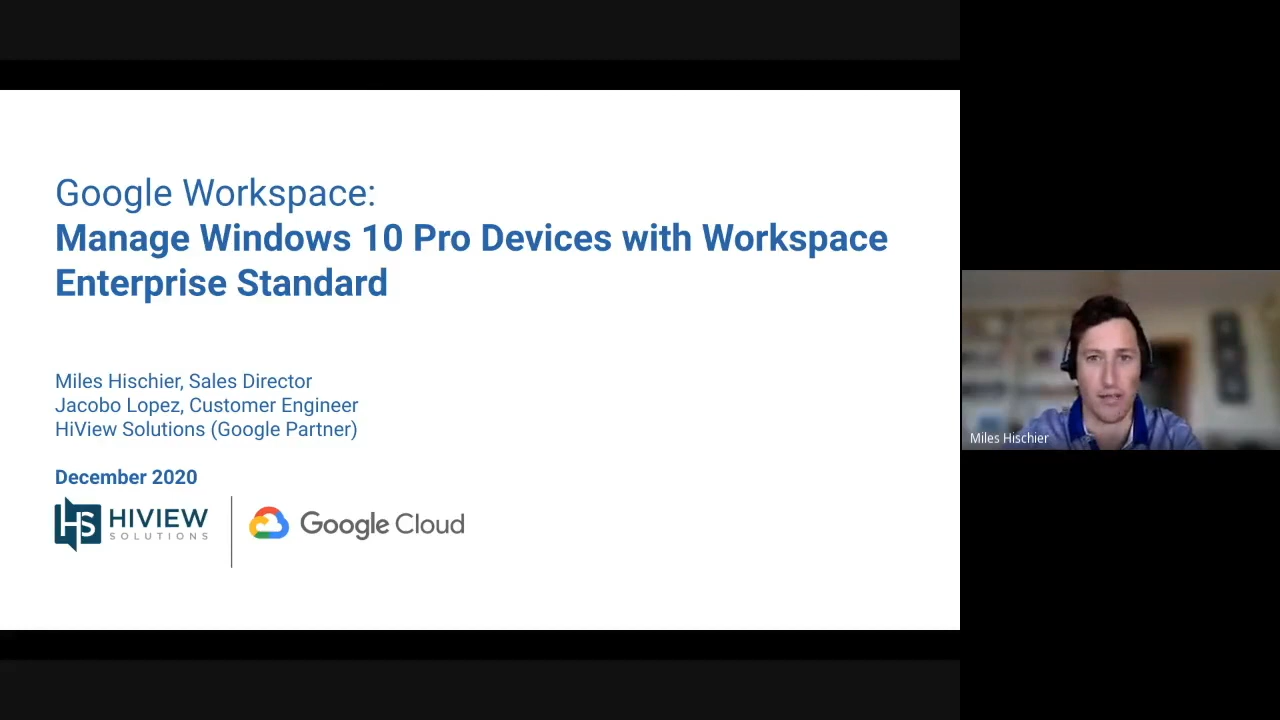 Google Workspace:
Manage Windows 10 Pro Devices with Workspace
Enterprise Standard
Miles Hischier, Sales Director
Jacobo Lopez, Customer Engineer
HiView Solutions (Google Partner)
December 2020
HS HIVIEW
SOLUTIONS
Google Cloud
Miles Hischier